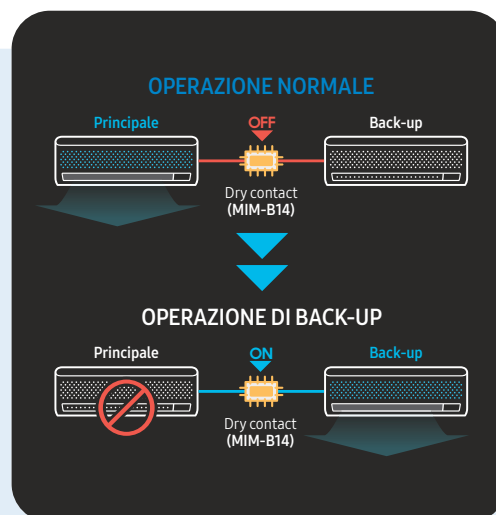 OPERAZIONE NORMALE
Principale
OFF
Back-up
Dry contact
(MIM-B14)
OPERAZIONE DI BACK-UP
Principale
ON
Back-up
Dry contact
(MIM-B14)